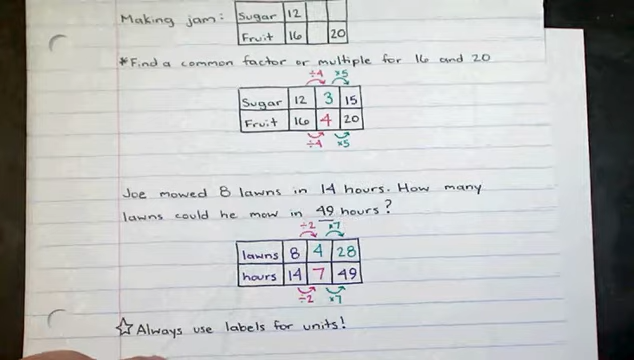 Making jam: Sugar 12
Fruit 16 20
*Find a common factor or multiple for 16 and 20
÷4 ×5
Sugar 12 3 15
Fruit 16 4 20
÷4 ×5
Joe mowed 8 lawns in 14 hours. How many
lawns could he mow in 49 hours?
÷2 ×7
lawns 8 4 28
hours 14 7 49
÷2 ×7
☆Always use labels for units!